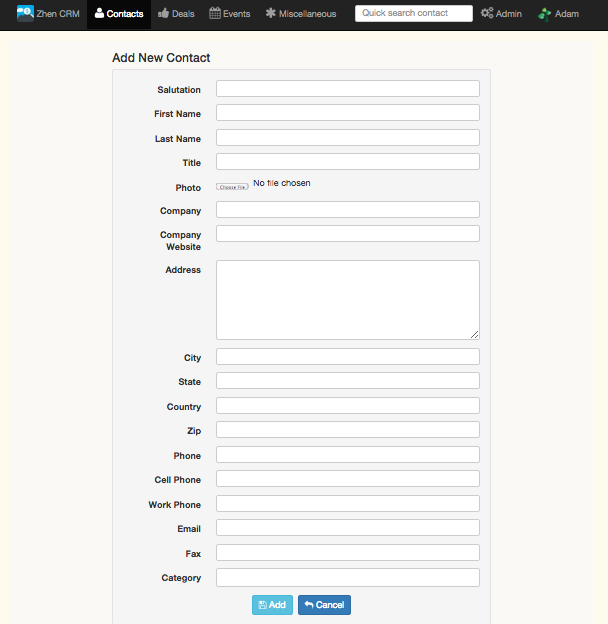 Zhen CRM Contacts Deals Events Miscellaneous Quick search contact Admin Adam
Add New Contact
Salutation
First Name
Last Name
Title
Photo Choose File No file chosen
Company
Company
Website
Address
City
State
Country
Zip
Phone
Cell Phone
Work Phone
Email
Fax
Category
Add Cancel